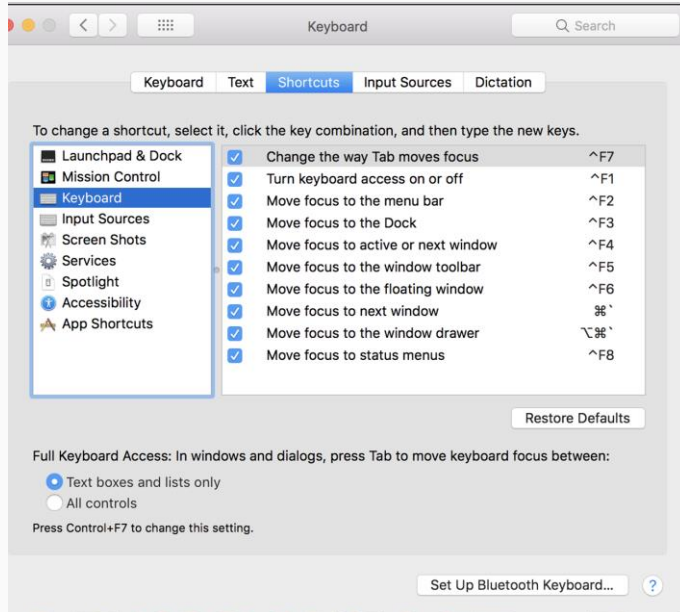 Keyboard
Search
Keyboard Text Shortcuts Input Sources Dictation
To change a shortcut, select it, click the key combination, and then type the new keys.
Launchpad & Dock
Mission Control
Keyboard
Input Sources
Screen Shots
Services
Spotlight
Accessibility
App Shortcuts
Change the way Tab moves focus ^F7
Turn keyboard access on or off ^F1
Move focus to the menu bar ^F2
Move focus to the Dock ^F3
Move focus to active or next window ^F4
Move focus to the window toolbar ^F5
Move focus to the floating window ^F6
Move focus to next window ⌘`
Move focus to the window drawer ⌥⌘`
Move focus to status menus ^F8
Restore Defaults
Full Keyboard Access: In windows and dialogs, press Tab to move keyboard focus between:
Text boxes and lists only
All controls
Press Control+F7 to change this setting.
Set Up Bluetooth Keyboard... ?